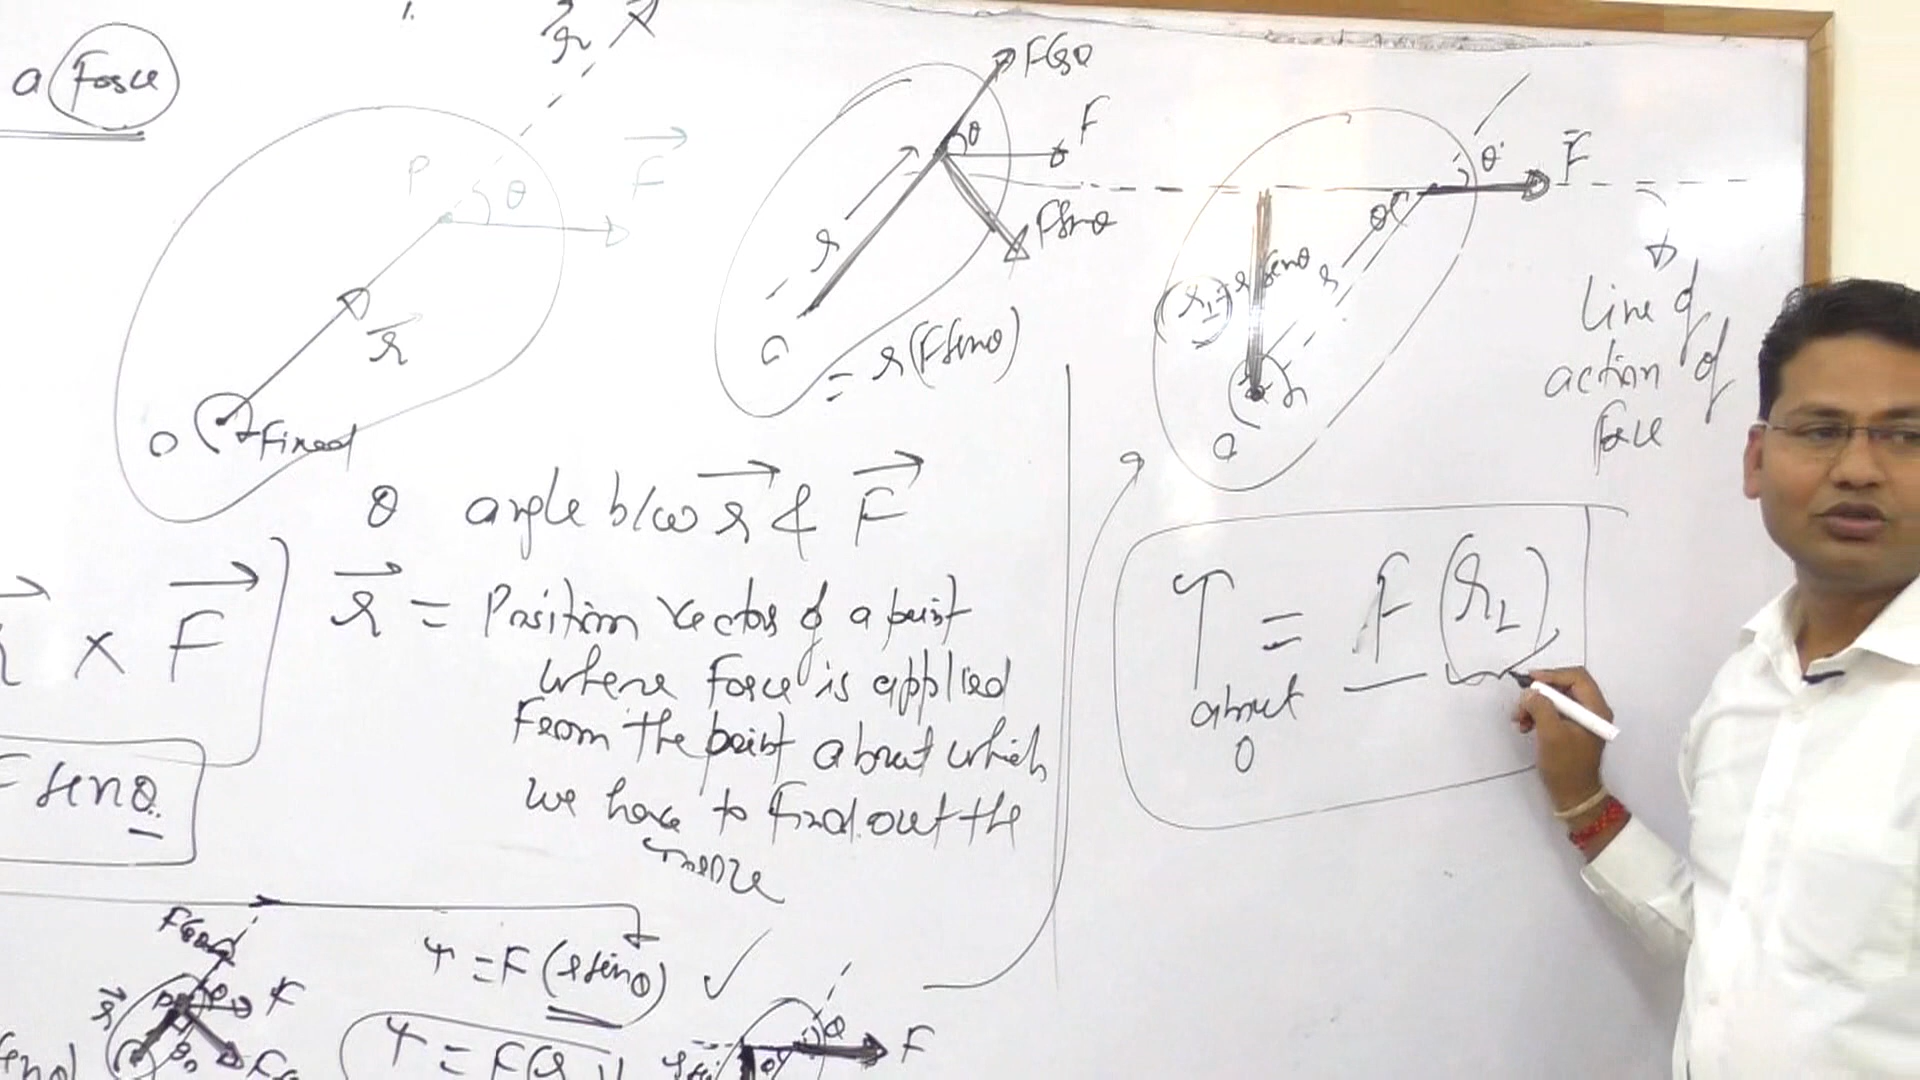 a Force
r
P
θ
F
r
O
Fixed
θ angle b/w r & F
r × F
r = Position vector of a point
where Force is applied
From the point about which
we have to find out the
F sinθ
τ = F (r sinθ) ✓
F
F cosθ
θ
F
F sinθ
r
O
= r (F sinθ)
θ
F
θ
r⊥ = r sinθ
r
O
line of
action of
force
τ = F (r⊥)
about
O
r
P
θ
F
τ = F(r
θ
F